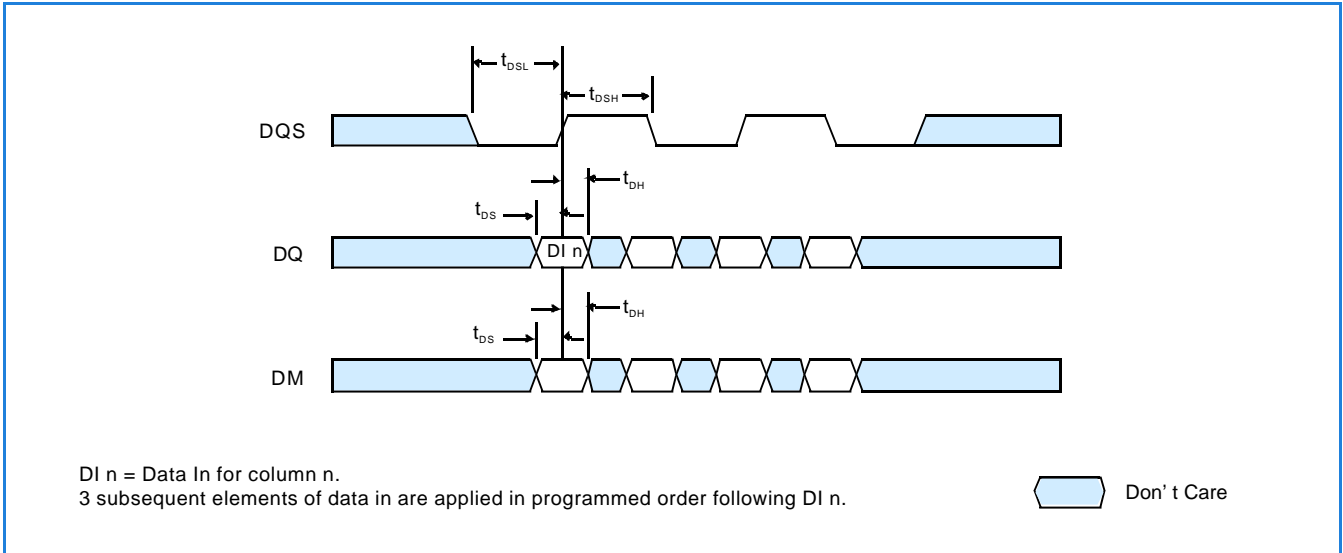 tDSL
tDSH
DQS
tDH
tDS
DQ
DI n
tDH
tDS
DM
DI n = Data In for column n.
3 subsequent elements of data in are applied in programmed order following DI n.
Don' t Care